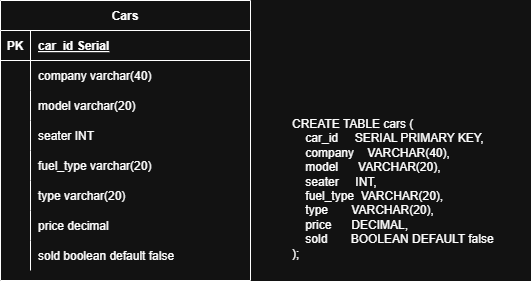 Cars
PK car_id Serial
company varchar(40)
model varchar(20)
seater INT
fuel_type varchar(20)
type varchar(20)
price decimal
sold boolean default false
CREATE TABLE cars (
car_id SERIAL PRIMARY KEY,
company VARCHAR(40),
model VARCHAR(20),
seater INT,
fuel_type VARCHAR(20),
type VARCHAR(20),
price DECIMAL,
sold BOOLEAN DEFAULT false
);